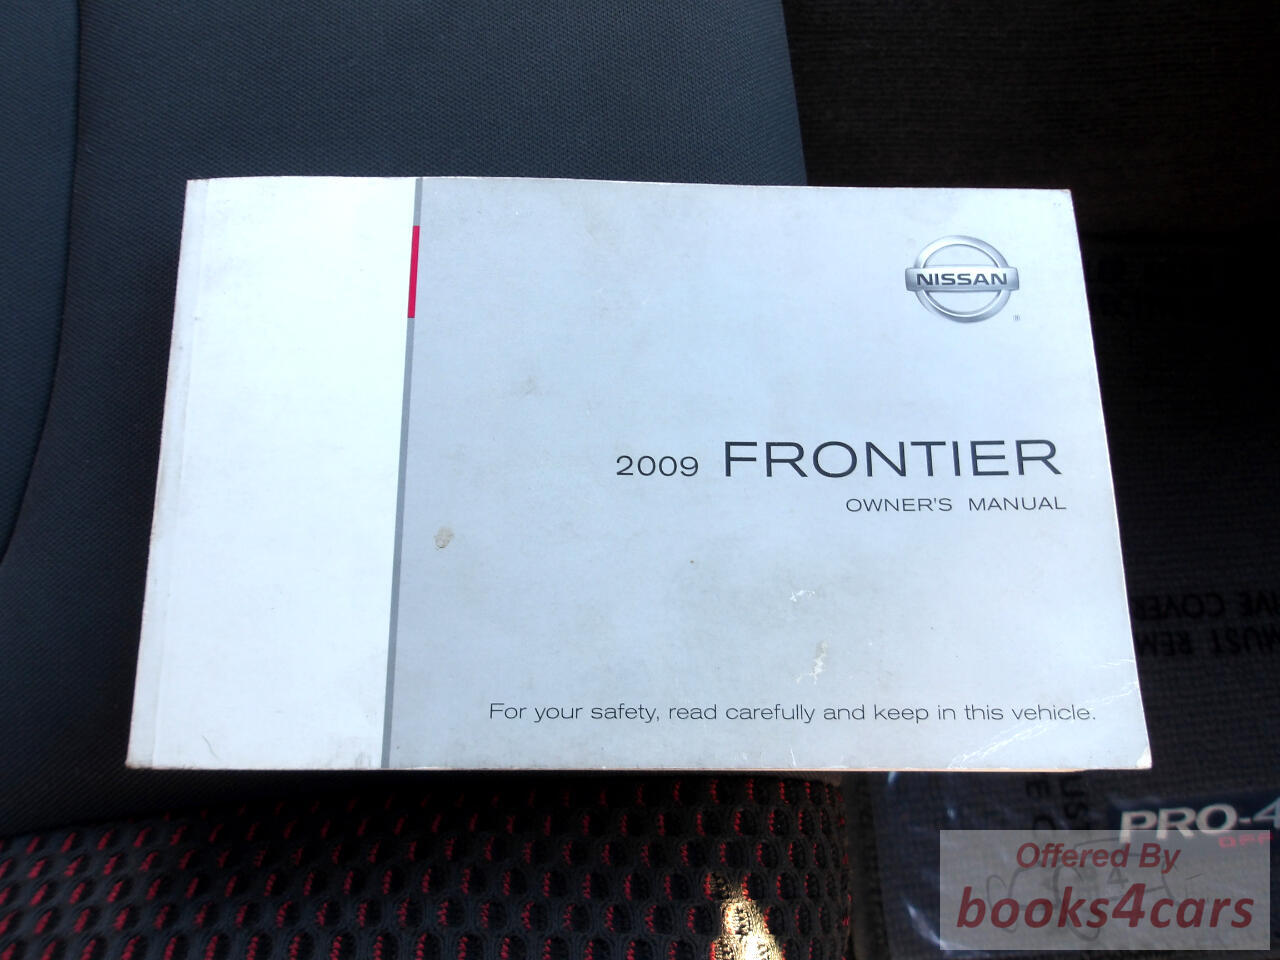 NISSAN
®
2009 FRONTIER
OWNER'S MANUAL
For your safety, read carefully and keep in this vehicle.
PRO-4
OFF
Offered By
books4cars